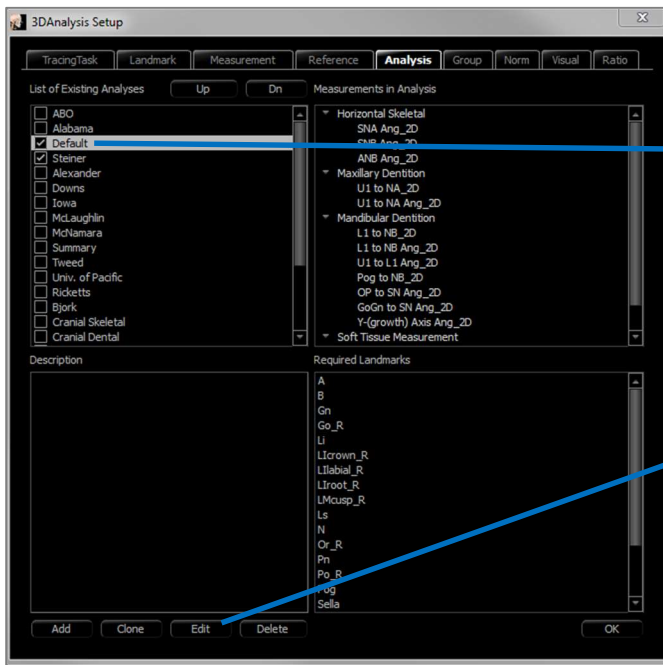 3DAnalysis Setup
TracingTask Landmark Measurement Reference Analysis Group Norm Visual Ratio
List of Existing Analyses Up Dn
ABO
Alabama
Default
Steiner
Alexander
Downs
Iowa
McLaughlin
McNamara
Summary
Tweed
Univ. of Pacific
Ricketts
Bjork
Cranial Skeletal
Cranial Dental
Measurements in Analysis
Horizontal Skeletal
SNA Ang_2D
SNB Ang_2D
ANB Ang_2D
Maxillary Dentition
U1 to NA_2D
U1 to NA Ang_2D
Mandibular Dentition
L1 to NB_2D
L1 to NB Ang_2D
U1 to L1 Ang_2D
Pog to NB_2D
OP to SN Ang_2D
GoGn to SN Ang_2D
Y-(growth) Axis Ang_2D
Soft Tissue Measurement
Description
Required Landmarks
A
B
Gn
Go_R
Li
LIcrown_R
LIlabial_R
LIroot_R
LMcusp_R
Ls
N
Or_R
Pn
Po_R
Pog
Sella
Add Clone Edit Delete OK